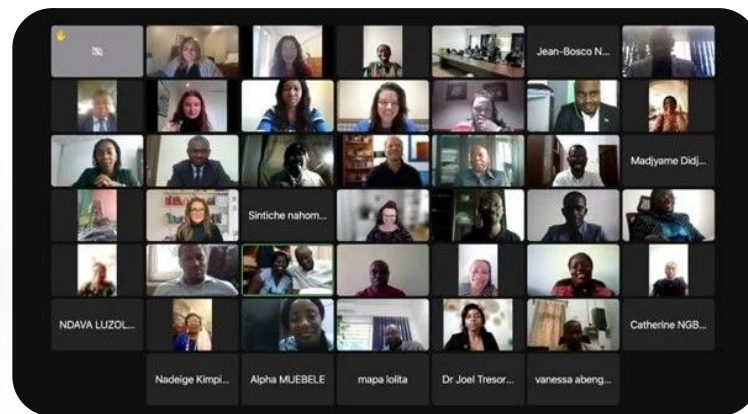 Jean-Bosco N...
Madjyame Didj...
Sintiche nahom...
NDAVA LUZOL...
Catherine NGB...
Nadeige Kimpi...
Alpha MUEBELE
mapa lolita
Dr Joel Tresor...
vanessa abeng...